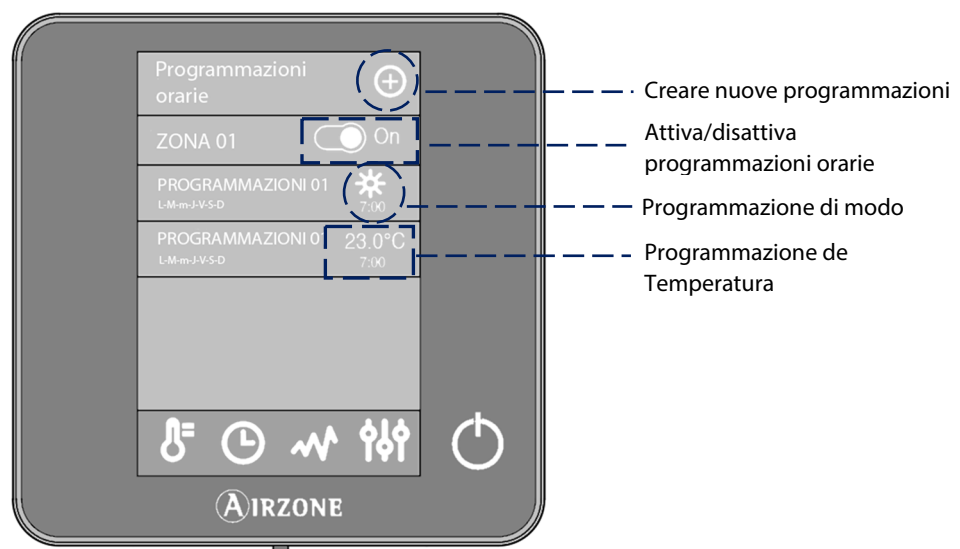 Programmazioni
orarie
Creare nuove programmazioni
ZONA 01
On
Attiva/disattiva
programmazioni orarie
PROGRAMMAZIONI 01
L-M-m-J-V-S-D
7:00
Programmazione di modo
PROGRAMMAZIONI 0
23.0°C
L-M-m-J-V-S-D
7:00
Programmazione de
Temperatura
AIRZONE